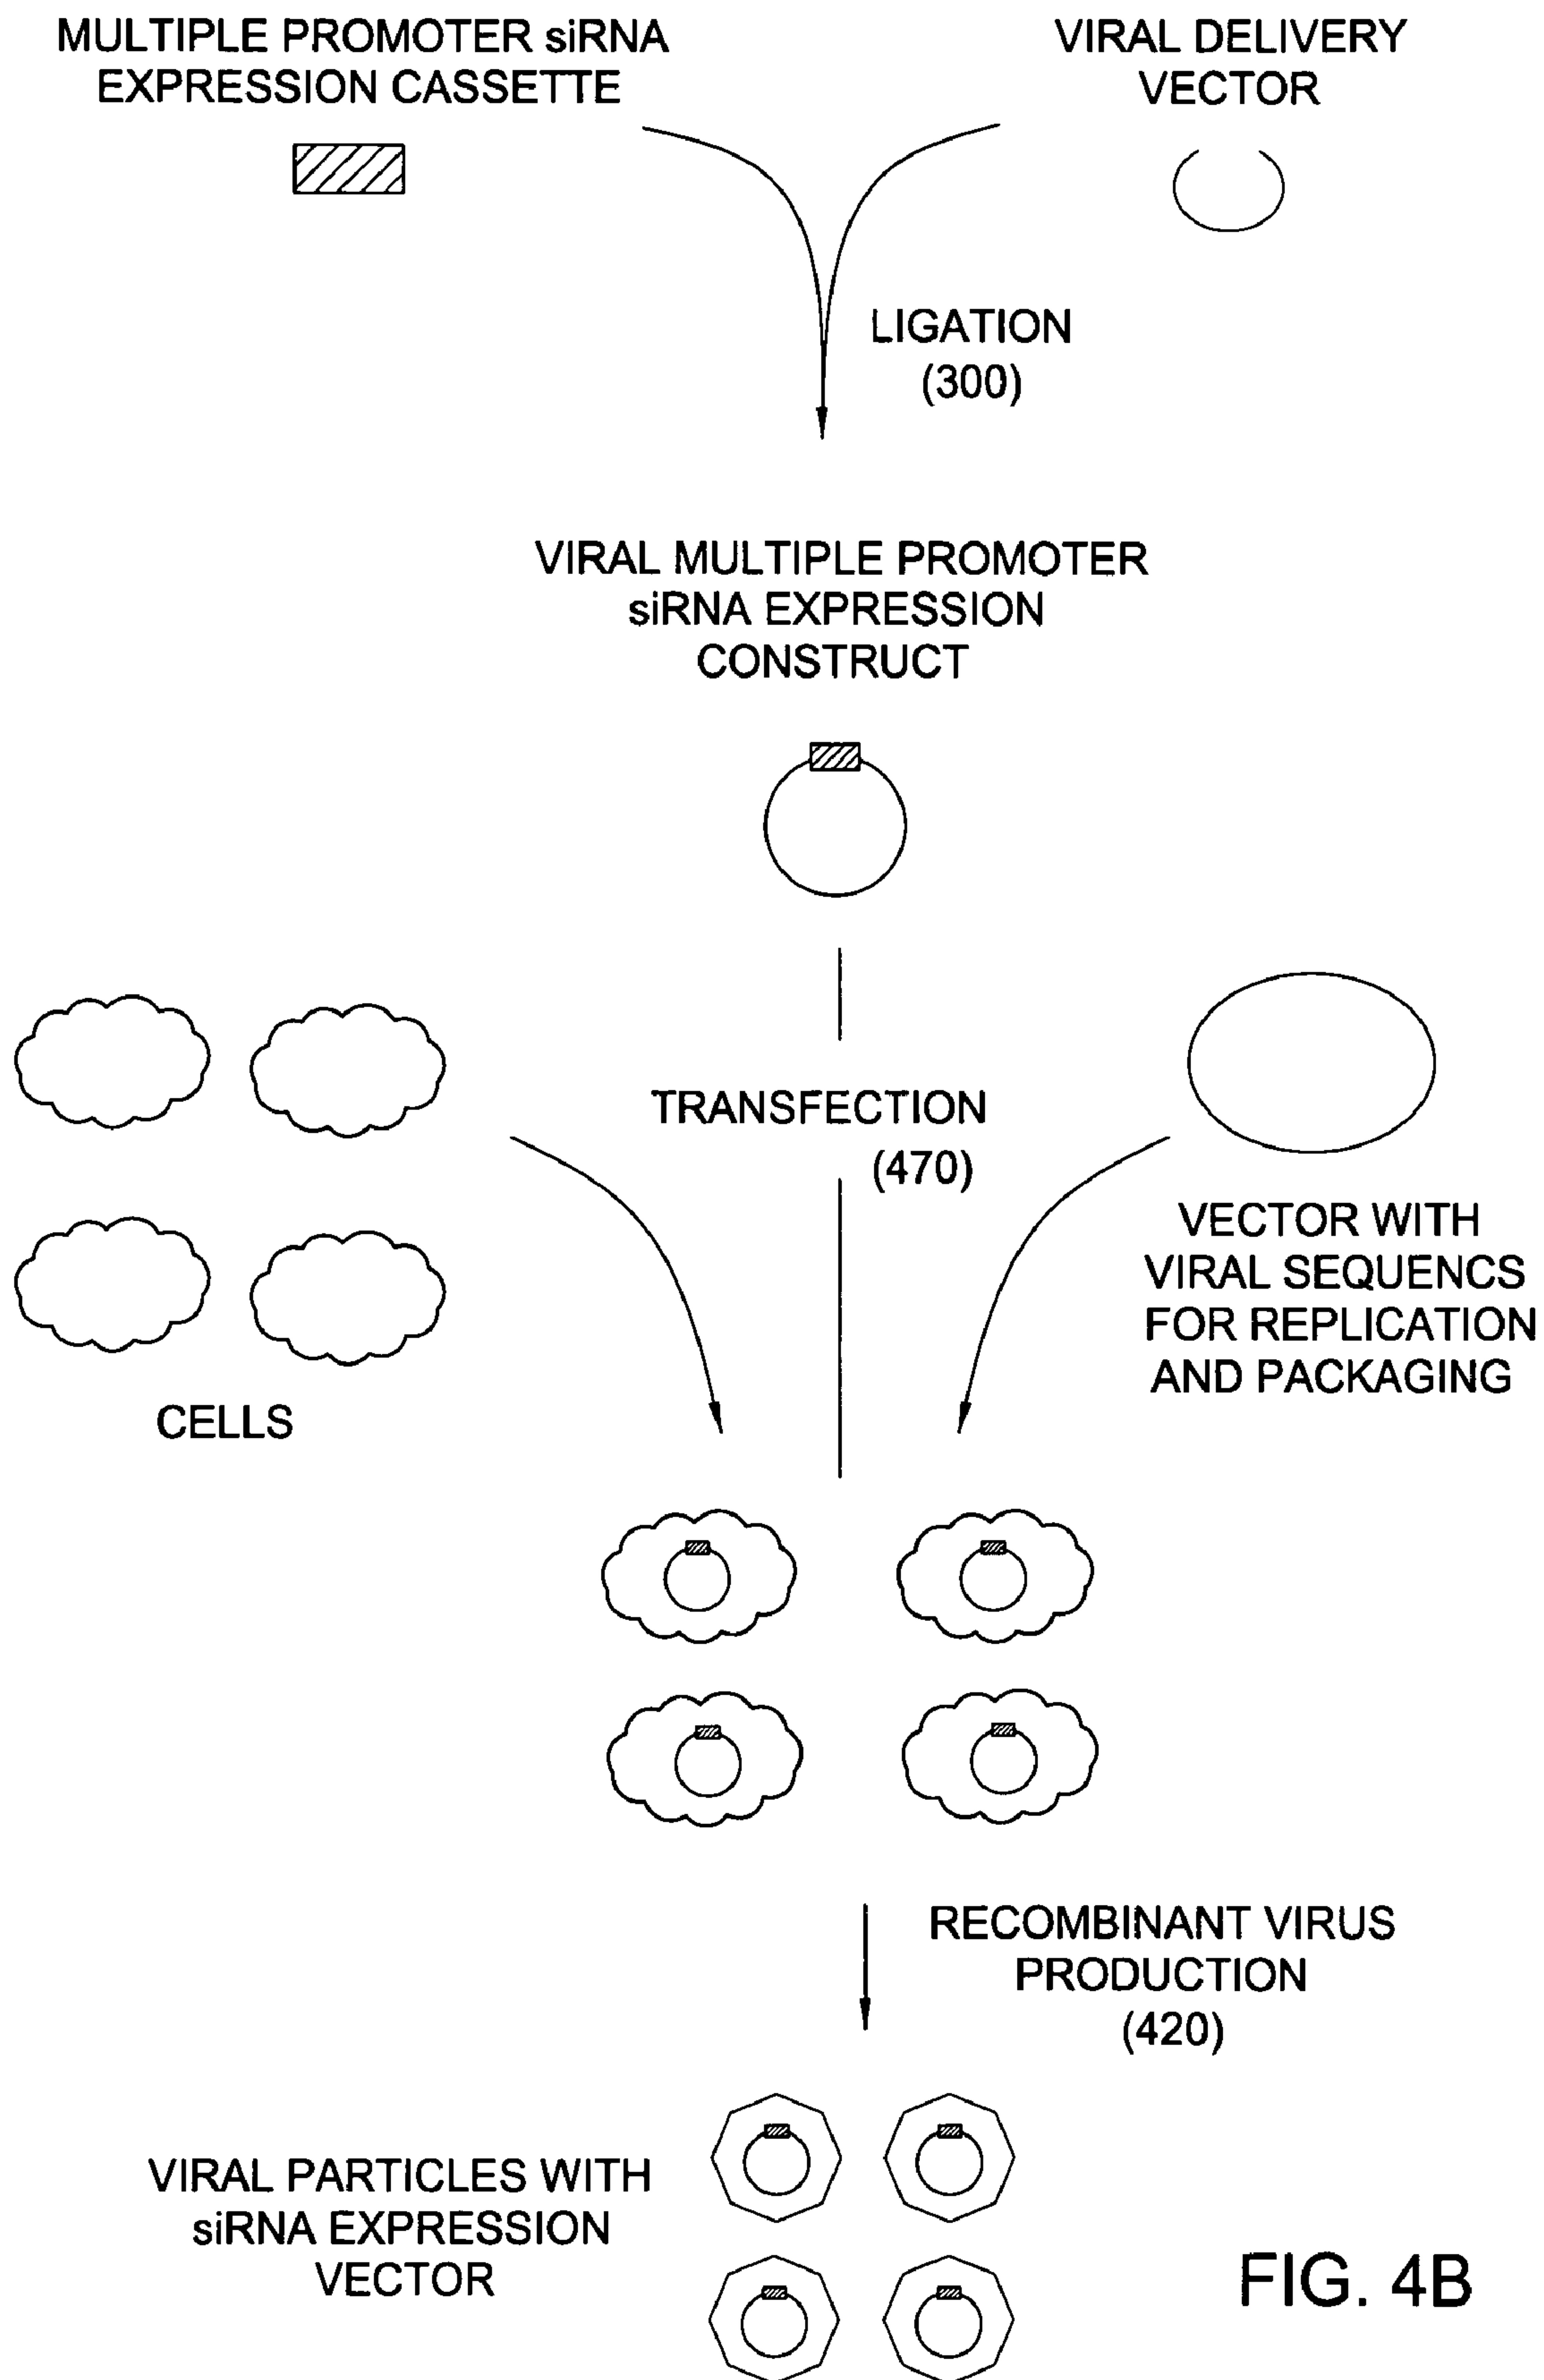 MULTIPLE PROMOTER siRNA
EXPRESSION CASSETTE
VIRAL DELIVERY
VECTOR
LIGATION
(300)
VIRAL MULTIPLE PROMOTER
siRNA EXPRESSION
CONSTRUCT
TRANSFECTION
(470)
VECTOR WITH
VIRAL SEQUENCS
FOR REPLICATION
AND PACKAGING
CELLS
RECOMBINANT VIRUS
PRODUCTION
(420)
VIRAL PARTICLES WITH
siRNA EXPRESSION
VECTOR
FIG. 4B